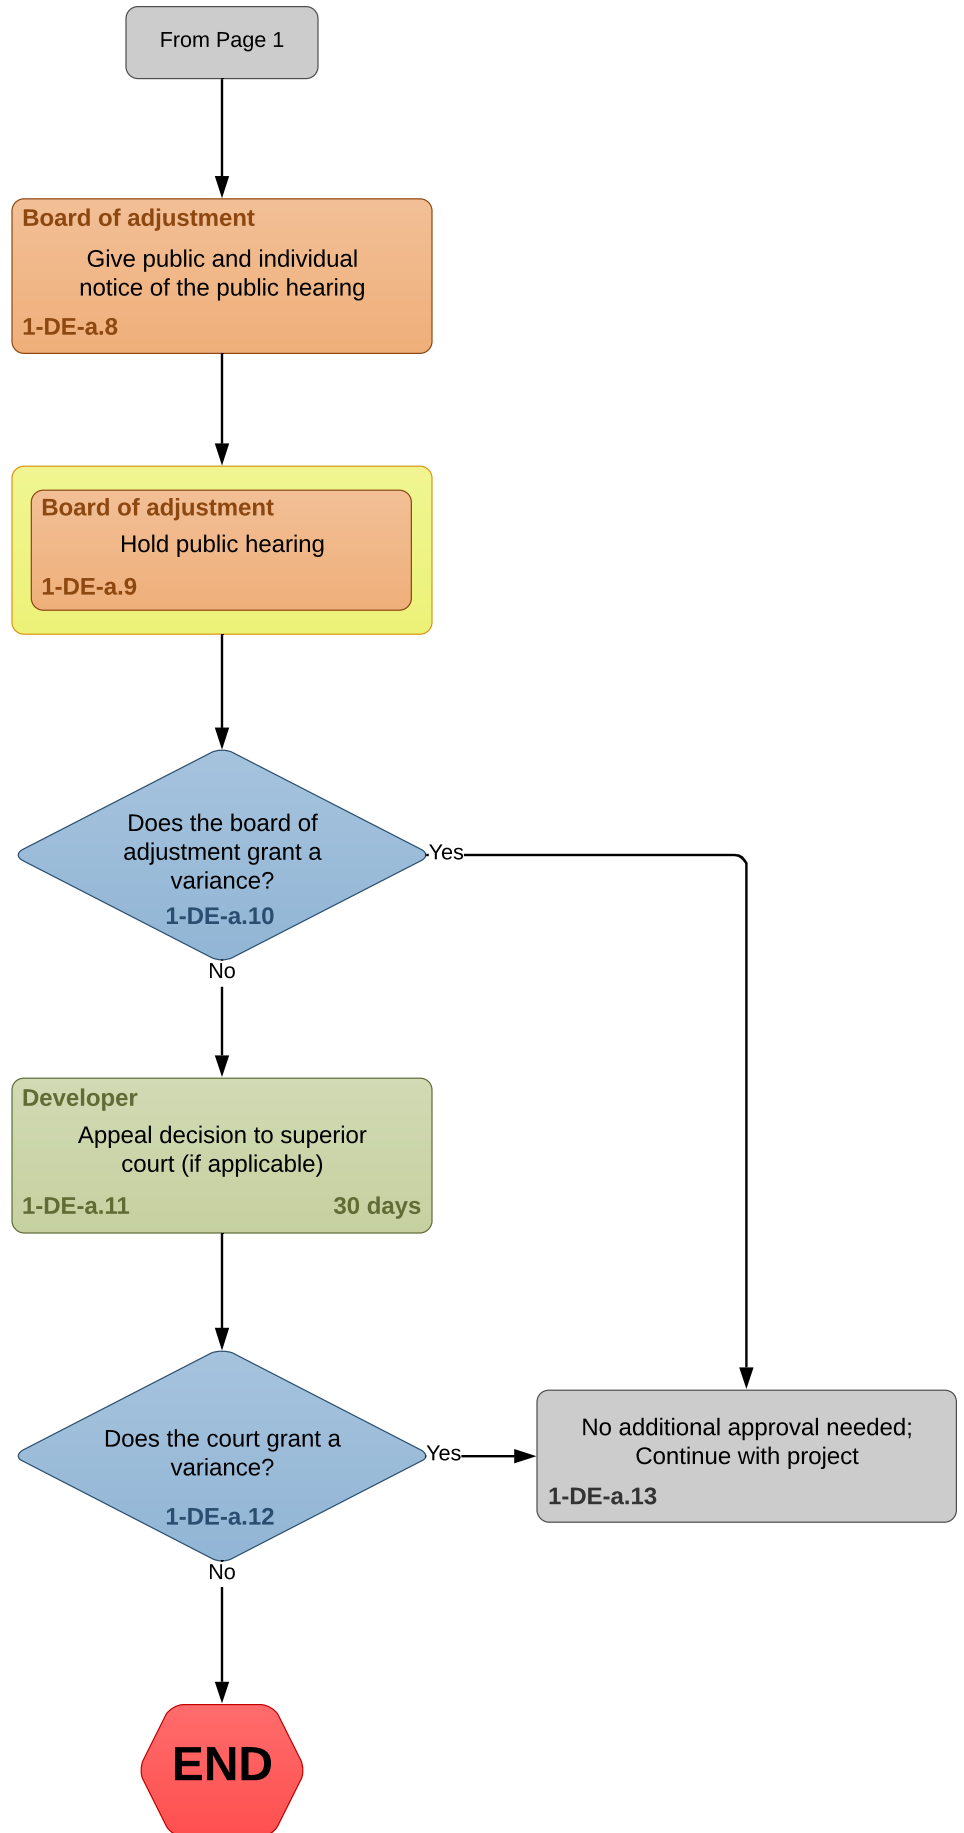 From Page 1
Board of adjustment
Give public and individual
notice of the public hearing
1-DE-a.8
Board of adjustment
Hold public hearing
1-DE-a.9
Does the board of
adjustment grant a
variance?
1-DE-a.10
Yes
No
Developer
Appeal decision to superior
court (if applicable)
1-DE-a.11 30 days
Does the court grant a
variance?
1-DE-a.12
Yes
No additional approval needed;
Continue with project
1-DE-a.13
No
END